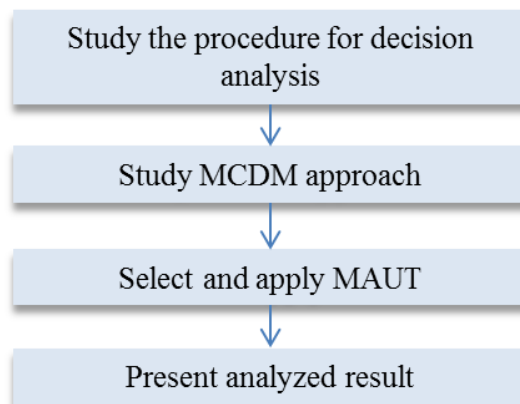 Study the procedure for decision
analysis
Study MCDM approach
Select and apply MAUT
Present analyzed result